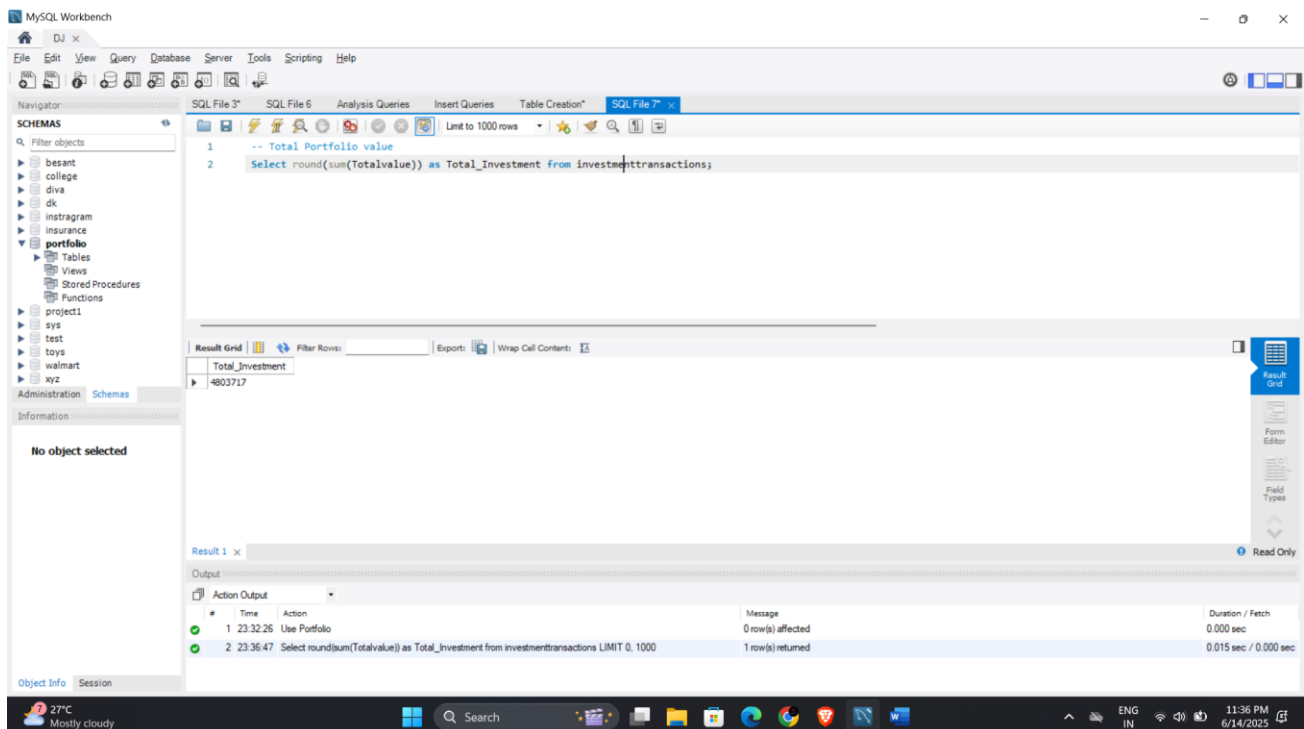 MySQL Workbench
DJ
File Edit View Query Database Server Tools Scripting Help
Navigator
SCHEMAS
Filter objects
besant
college
diva
dk
instragram
insurance
portfolio
Tables
Views
Stored Procedures
Functions
project1
sys
test
toys
walmart
xyz
Administration Schemas
Information
No object selected
Object Info Session
SQL File 3* SQL File 6 Analysis Queries Insert Queries Table Creation* SQL File 7*
Limit to 1000 rows
1 -- Total Portfolio value
2 Select round(sum(Totalvalue)) as Total_Investment from investmenttransactions;
Result Grid Filter Rows: Export: Wrap Cell Content:
Total_Investment
4803717
Result Grid
Form Editor
Field Types
Result 1
Read Only
Output
Action Output
# Time Action Message Duration / Fetch
1 23:32:26 Use Portfolio 0 row(s) affected 0.000 sec
2 23:36:47 Select round(sum(Totalvalue)) as Total_Investment from investmenttransactions LIMIT 0, 1000 1 row(s) returned 0.015 sec / 0.000 sec
7
27°C
Mostly cloudy
Search
ENG
IN
11:36 PM
6/14/2025